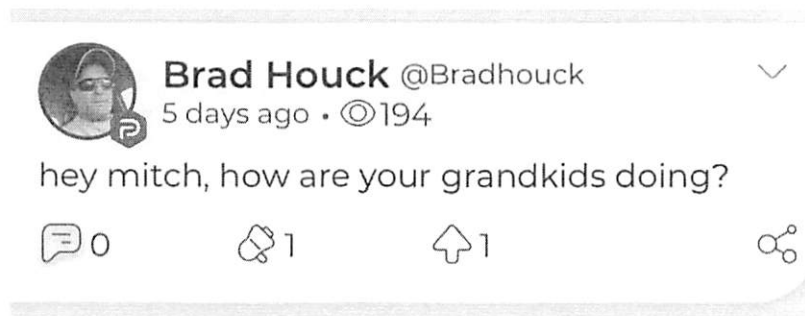 Brad Houck @Bradhouck
5 days ago • 194
hey mitch, how are your grandkids doing?
0 1 1